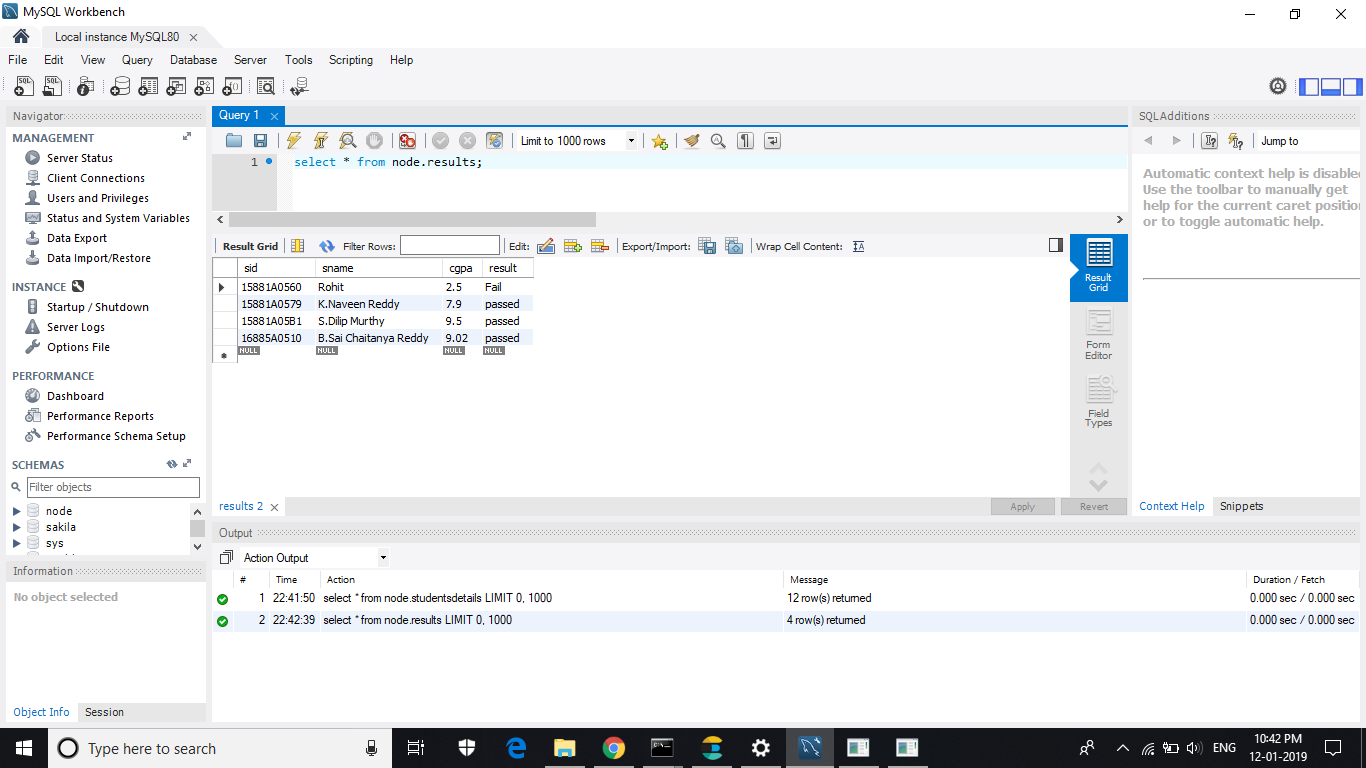 MySQL Workbench
Local instance MySQL80
File Edit View Query Database Server Tools Scripting Help
Navigator
MANAGEMENT
Server Status
Client Connections
Users and Privileges
Status and System Variables
Data Export
Data Import/Restore
INSTANCE
Startup / Shutdown
Server Logs
Options File
PERFORMANCE
Dashboard
Performance Reports
Performance Schema Setup
SCHEMAS
Filter objects
node
sakila
sys
Information
No object selected
Object Info Session
Query 1
Limit to 1000 rows
1 select * from node.results;
Result Grid Filter Rows: Edit: Export/Import: Wrap Cell Content:
sid sname cgpa result
15881A0560 Rohit 2.5 Fail
15881A0579 K.Naveen Reddy 7.9 passed
15881A05B1 S.Dilip Murthy 9.5 passed
16885A0510 B.Sai Chaitanya Reddy 9.02 passed
NULL NULL NULL NULL
Result
Grid
Form
Editor
Field
Types
results 2
Apply Revert
SQLAdditions
Jump to
Automatic context help is disabled
Use the toolbar to manually get
help for the current caret position
or to toggle automatic help.
Context Help Snippets
Output
Action Output
# Time Action Message Duration / Fetch
1 22:41:50 select * from node.studentsdetails LIMIT 0, 1000 12 row(s) returned 0.000 sec / 0.000 sec
2 22:42:39 select * from node.results LIMIT 0, 1000 4 row(s) returned 0.000 sec / 0.000 sec
Type here to search
ENG
10:42 PM
12-01-2019